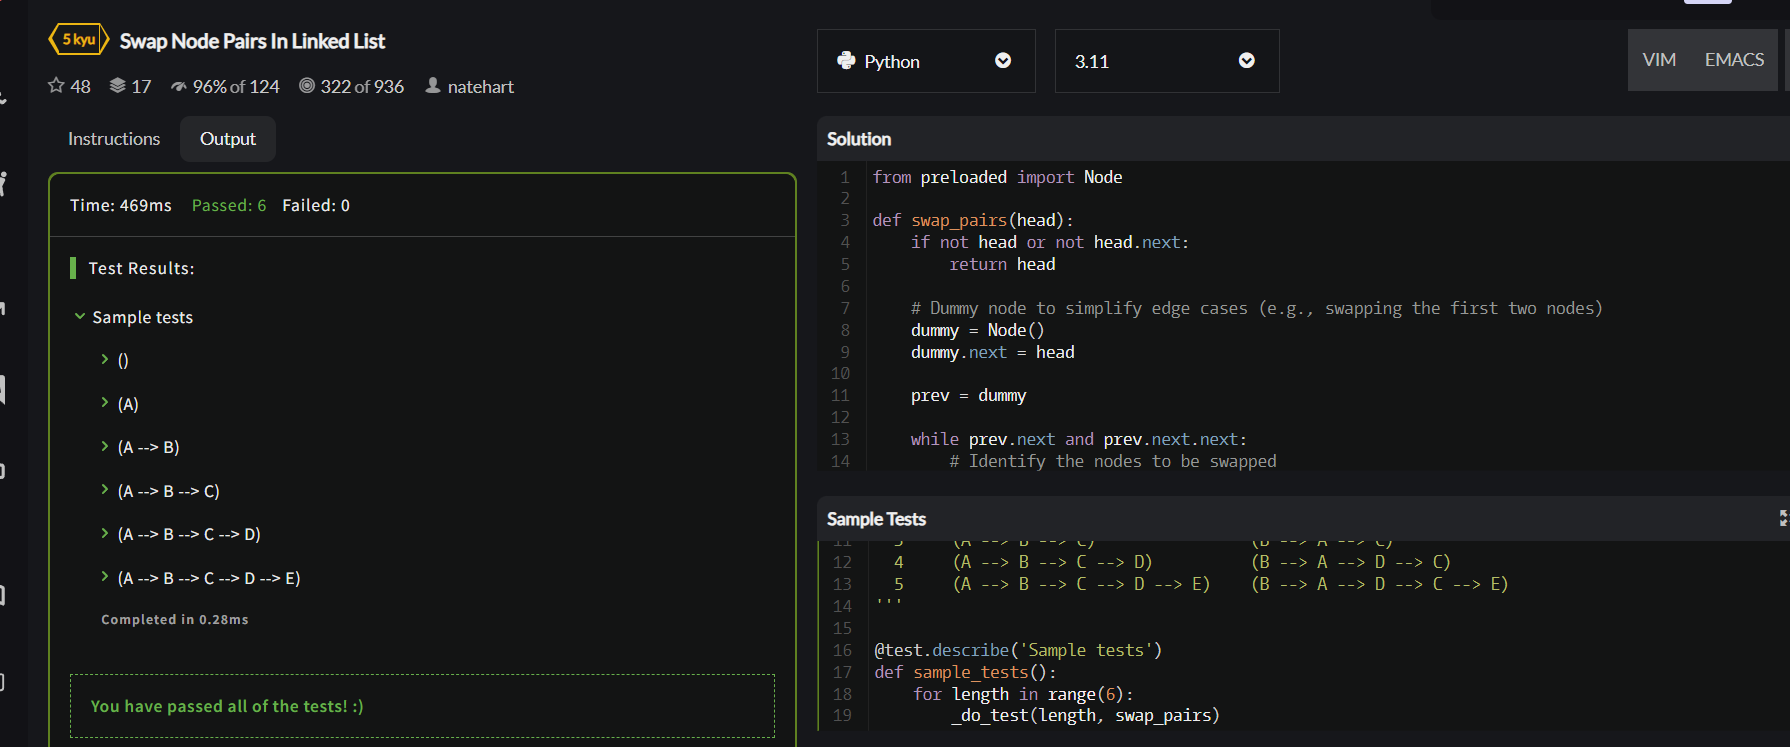 5 kyu Swap Node Pairs In Linked List
48 17 96% of 124 322 of 936 natehart
Instructions Output
Time: 469ms Passed: 6 Failed: 0
Test Results:
Sample tests
()
(A)
(A --> B)
(A --> B --> C)
(A --> B --> C --> D)
(A --> B --> C --> D --> E)
Completed in 0.28ms
You have passed all of the tests! :)
Python 3.11 VIM EMACS
Solution
1 from preloaded import Node
2
3 def swap_pairs(head):
4     if not head or not head.next:
5         return head
6
7     # Dummy node to simplify edge cases (e.g., swapping the first two nodes)
8     dummy = Node()
9     dummy.next = head
10
11     prev = dummy
12
13     while prev.next and prev.next.next:
14         # Identify the nodes to be swapped
Sample Tests
11   3     (A --> B --> C)               (B --> A --> C)
12   4     (A --> B --> C --> D)         (B --> A --> D --> C)
13   5     (A --> B --> C --> D --> E)   (B --> A --> D --> C --> E)
14 '''
15
16 @test.describe('Sample tests')
17 def sample_tests():
18     for length in range(6):
19         _do_test(length, swap_pairs)